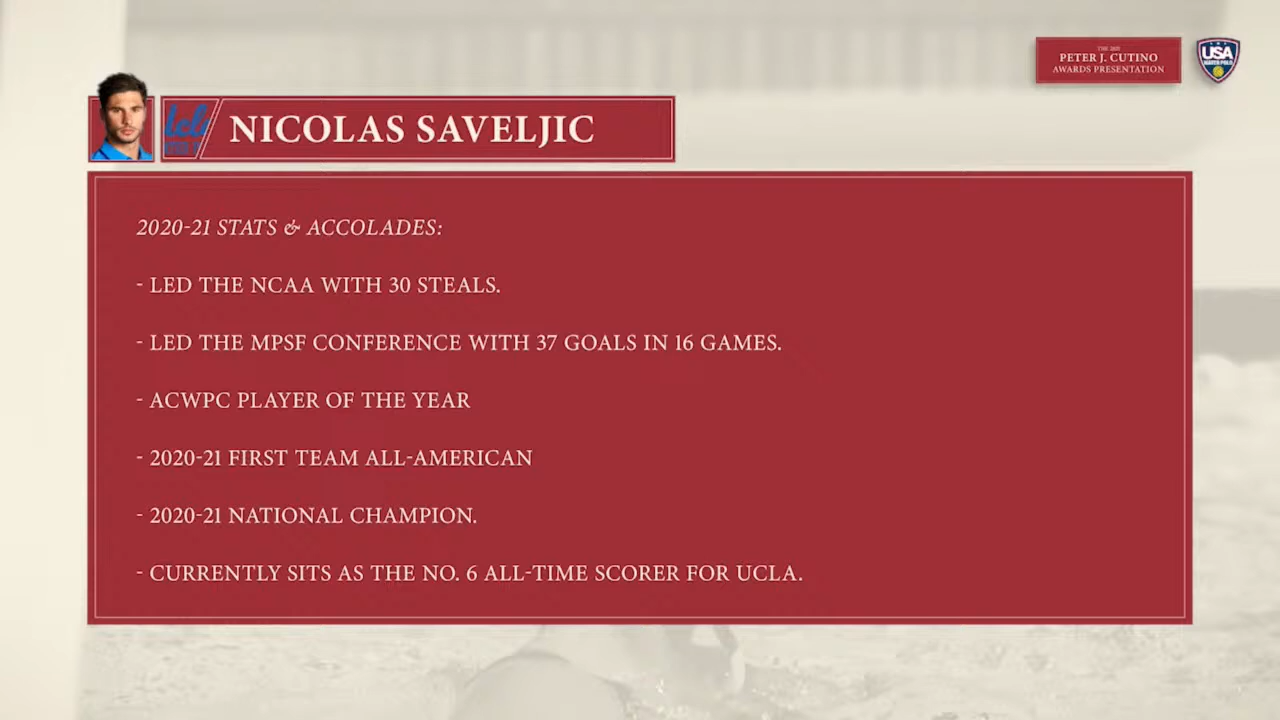 THE 2021
PETER J. CUTINO
AWARDS PRESENTATION
USA
WATER POLO
NICOLAS SAVELJIC
2020-21 STATS & ACCOLADES:
- LED THE NCAA WITH 30 STEALS.
- LED THE MPSF CONFERENCE WITH 37 GOALS IN 16 GAMES.
- ACWPC PLAYER OF THE YEAR
- 2020-21 FIRST TEAM ALL-AMERICAN
- 2020-21 NATIONAL CHAMPION.
- CURRENTLY SITS AS THE NO. 6 ALL-TIME SCORER FOR UCLA.